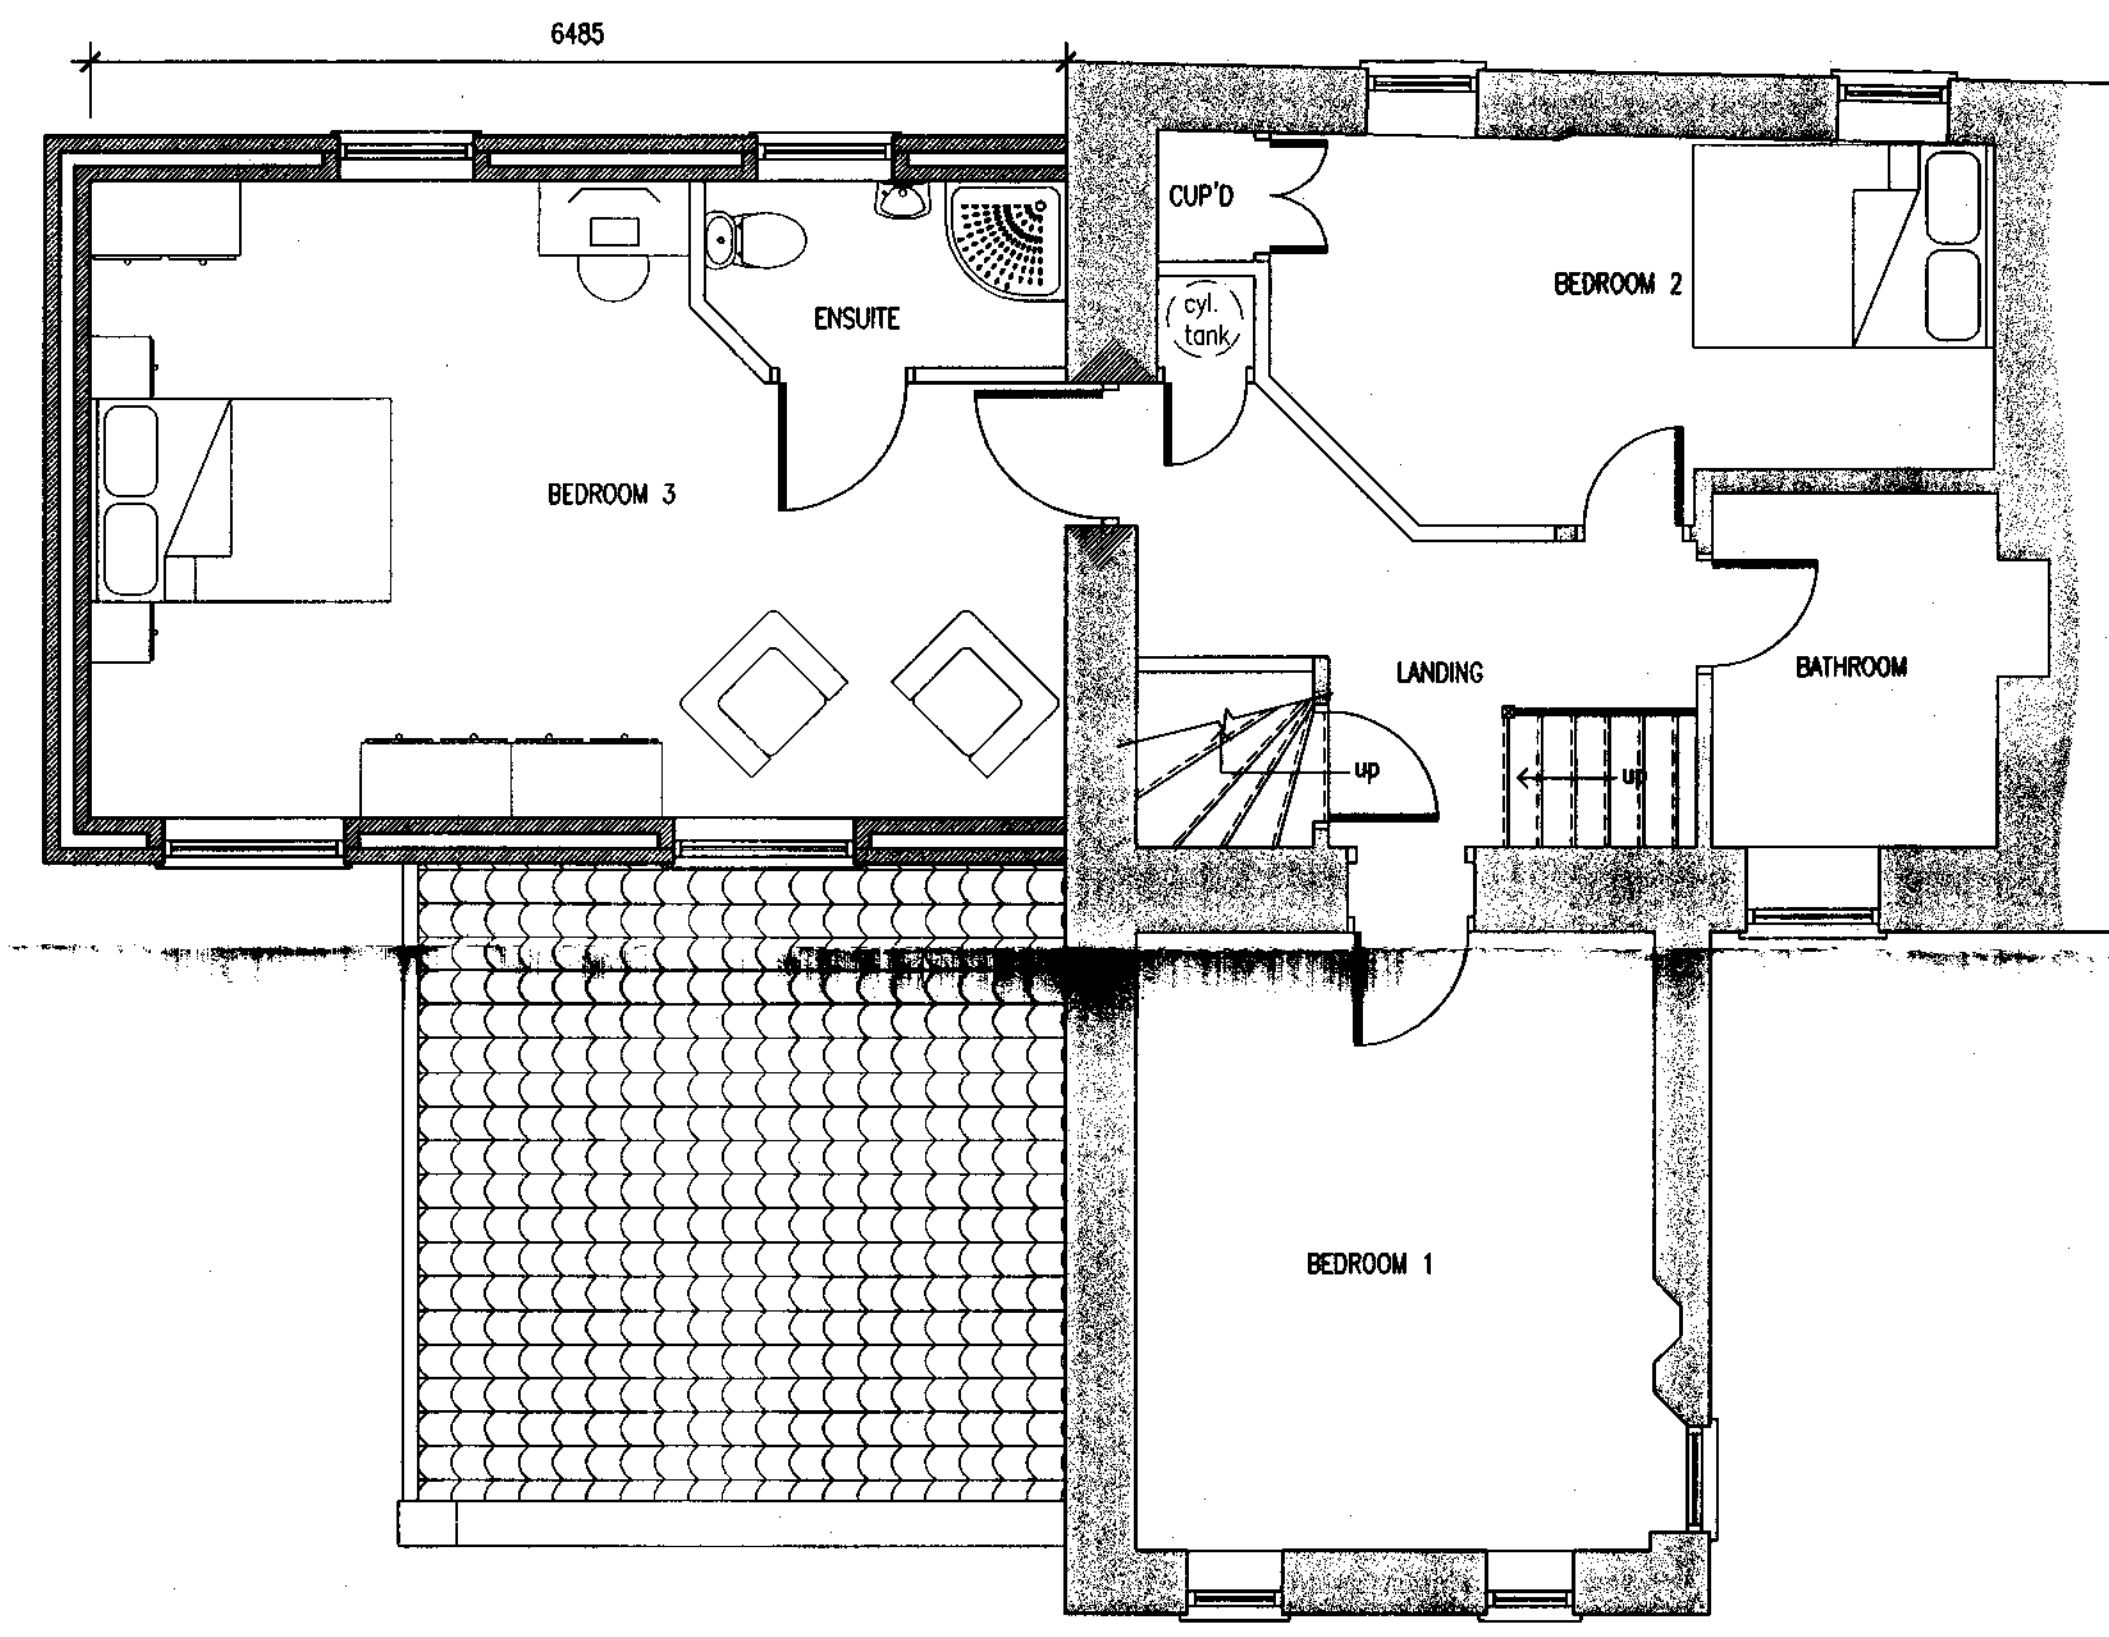 6485
CUP'D
BEDROOM 2
cyl.
tank
ENSUITE
BEDROOM 3
LANDING
BATHROOM
up
up
BEDROOM 1